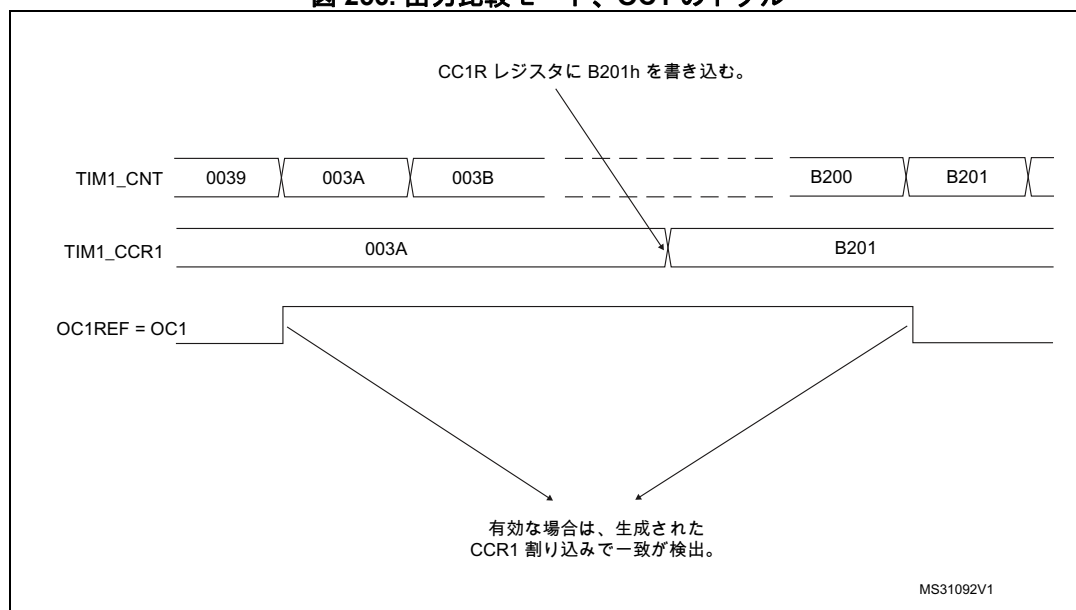 CC1R レジスタに B201h を書き込む。
TIM1_CNT 0039 003A 003B B200 B201
TIM1_CCR1 003A B201
OC1REF = OC1
有効な場合は、生成された
CCR1 割り込みで一致が検出。
MS31092V1